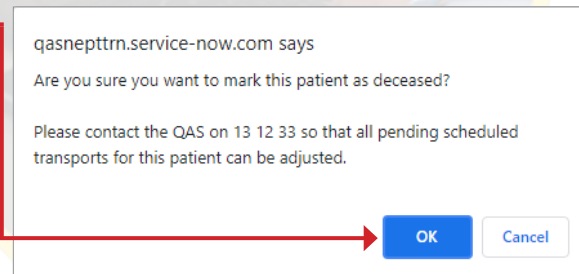 qasnepttrn.service-now.com says
Are you sure you want to mark this patient as deceased?
Please contact the QAS on 13 12 33 so that all pending scheduled
transports for this patient can be adjusted.
OK
Cancel